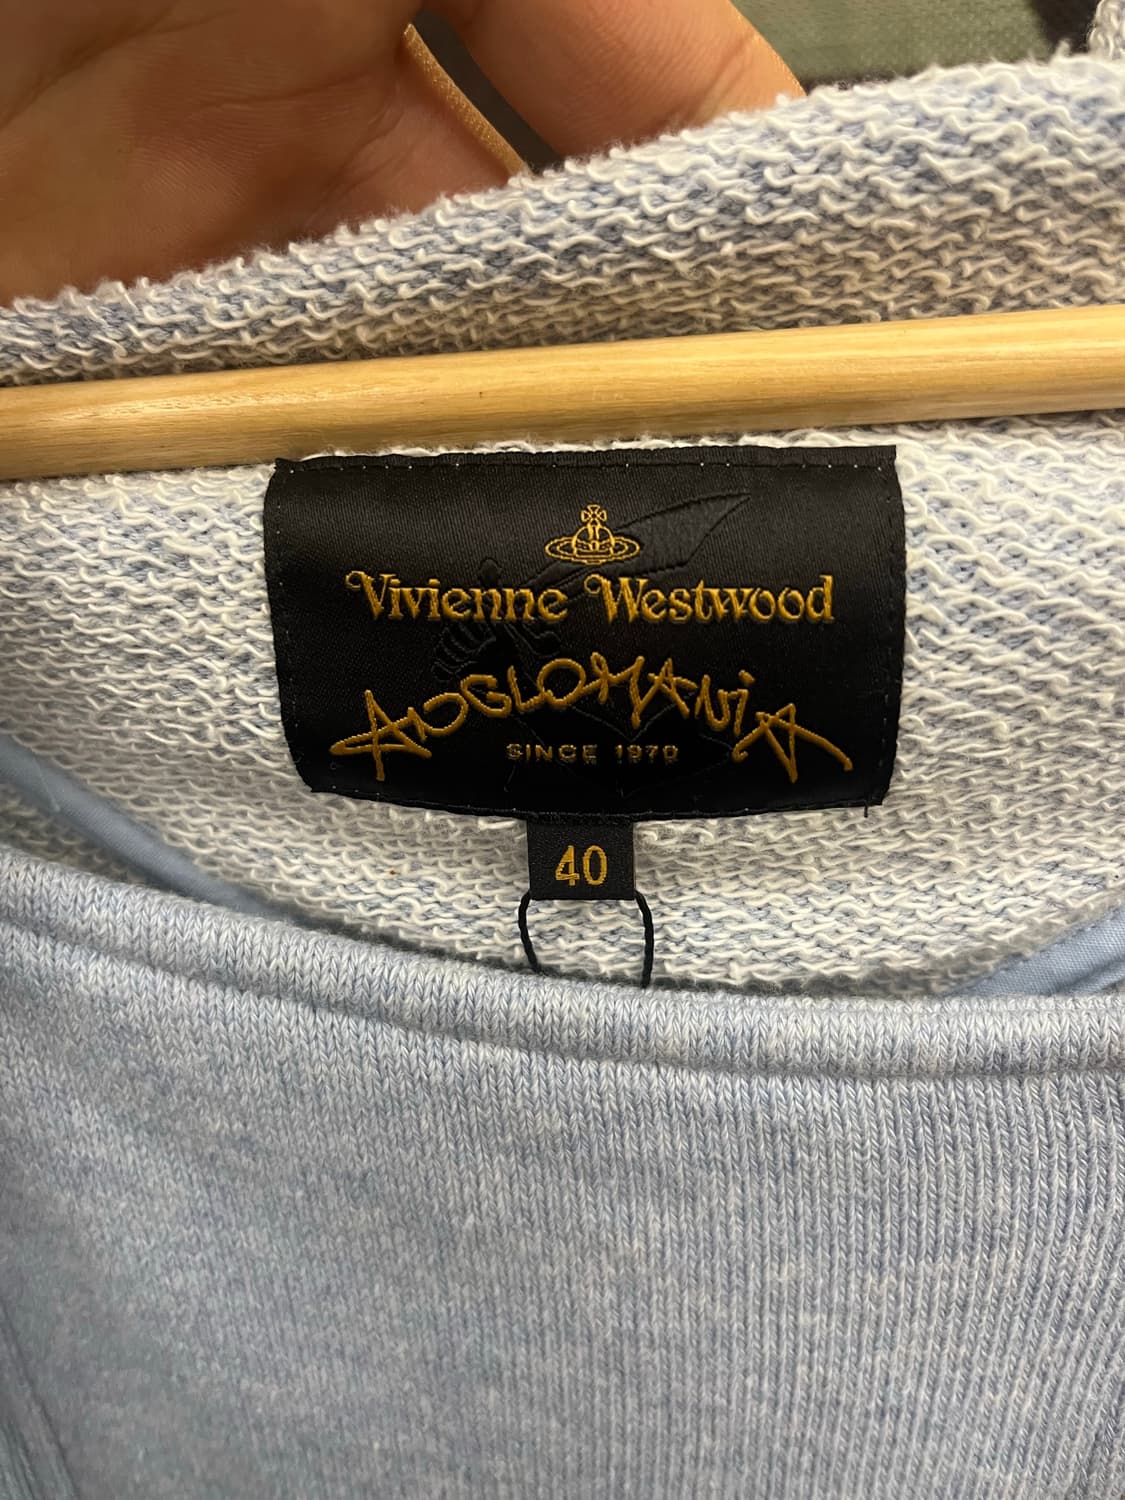 Vivienne Westwood
ANGLOMANIA
SINCE 1970
40